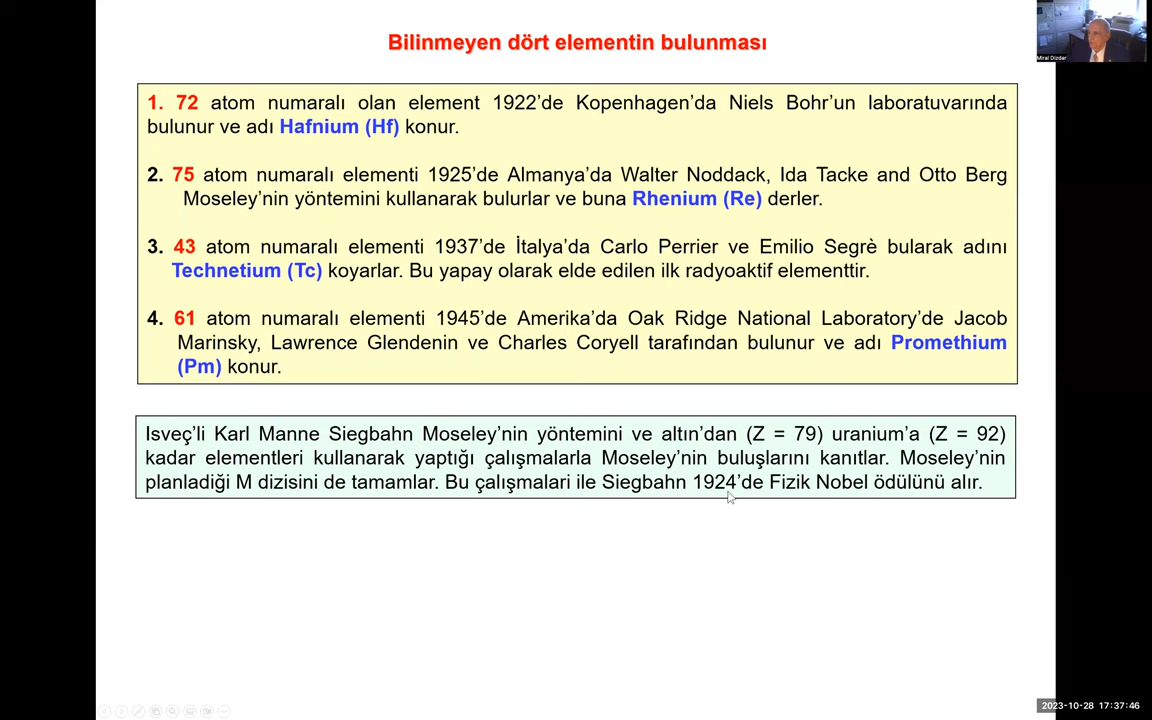 Bilinmeyen dört elementin bulunması
1. 72 atom numaralı olan element 1922’de Kopenhagen’da Niels Bohr’un laboratuvarında
bulunur ve adı Hafnium (Hf) konur.
2. 75 atom numaralı elementi 1925’de Almanya’da Walter Noddack, Ida Tacke and Otto Berg
Moseley’nin yöntemini kullanarak bulurlar ve buna Rhenium (Re) derler.
3. 43 atom numaralı elementi 1937’de İtalya’da Carlo Perrier ve Emilio Segrè bularak adını
Technetium (Tc) koyarlar. Bu yapay olarak elde edilen ilk radyoaktif elementtir.
4. 61 atom numaralı elementi 1945’de Amerika’da Oak Ridge National Laboratory’de Jacob
Marinsky, Lawrence Glendenin ve Charles Coryell tarafından bulunur ve adı Promethium
(Pm) konur.
Isveç’li Karl Manne Siegbahn Moseley’nin yöntemini ve altın’dan (Z = 79) uranium’a (Z = 92)
kadar elementleri kullanarak yaptığı çalışmalarla Moseley’nin buluşlarını kanıtlar. Moseley’nin
planladiği M dizisini de tamamlar. Bu çalışmalari ile Siegbahn 1924’de Fizik Nobel ödülünü alır.
Miral Dizdar
2023-10-28 17:37:46